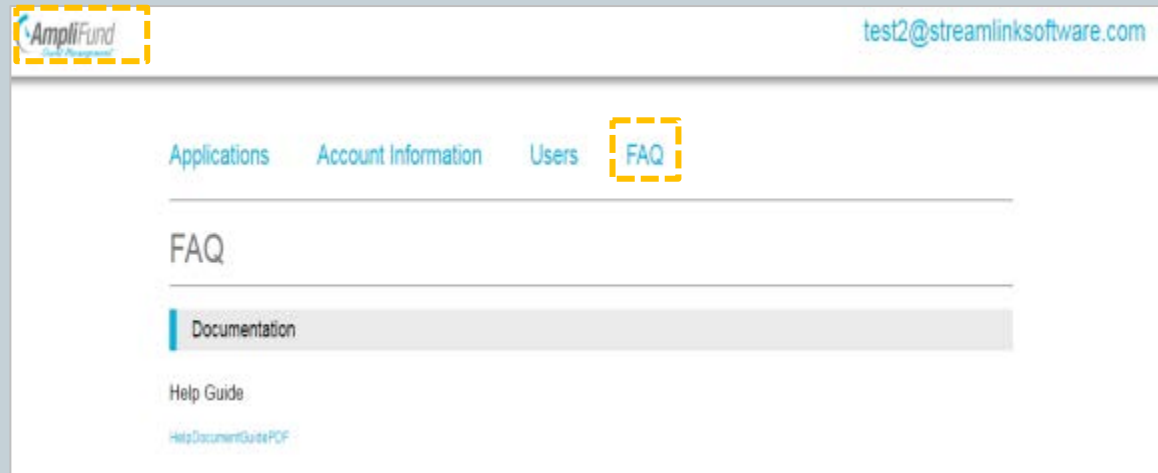 AmpliFund
test2@streamlinksoftware.com
Applications Account Information Users FAQ
FAQ
Documentation
Help Guide
HelpDocumentGuidePDF